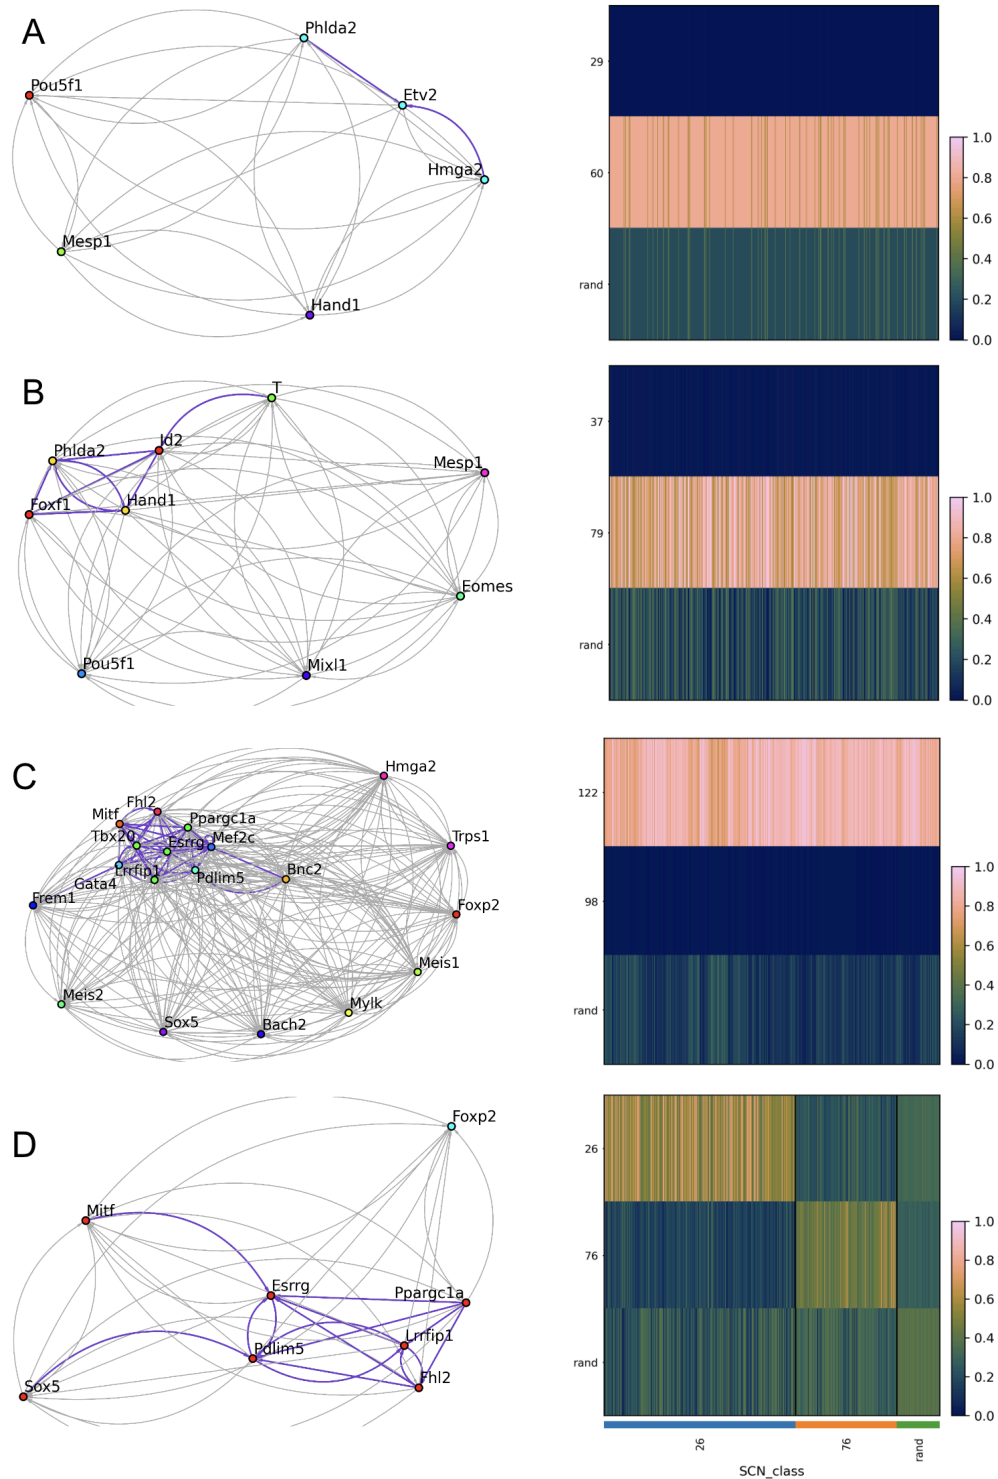 A
Phlda2
Pou5f1
Etv2
Hmga2
Mesp1
Hand1
29
60
rand
1.0
0.8
0.6
0.4
0.2
0.0
B
T
Id2
Phlda2
Mesp1
Foxf1
Hand1
Eomes
Pou5f1
Mixl1
37
79
rand
1.0
0.8
0.6
0.4
0.2
0.0
C
Hmga2
Fhl2
Mitf
Ppargc1a
Tbx20
Esrrg
Mef2c
Trps1
Lrrfip1
Pdlim5
Bnc2
Gata4
Frem1
Foxp2
Meis1
Meis2
Mylk
Sox5
Bach2
122
98
rand
1.0
0.8
0.6
0.4
0.2
0.0
D
Foxp2
Mitf
Esrrg
Ppargc1a
Lrrfip1
Pdlim5
Fhl2
Sox5
26
76
rand
1.0
0.8
0.6
0.4
0.2
0.0
26
76
rand
SCN_class